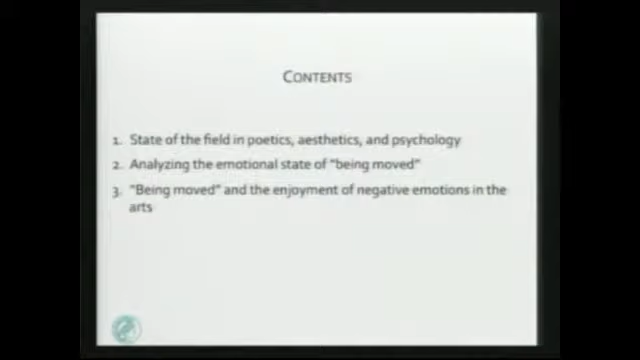 CONTENTS
1. State of the field in poetics, aesthetics, and psychology
2. Analyzing the emotional state of "being moved"
3. "Being moved" and the enjoyment of negative emotions in the
arts